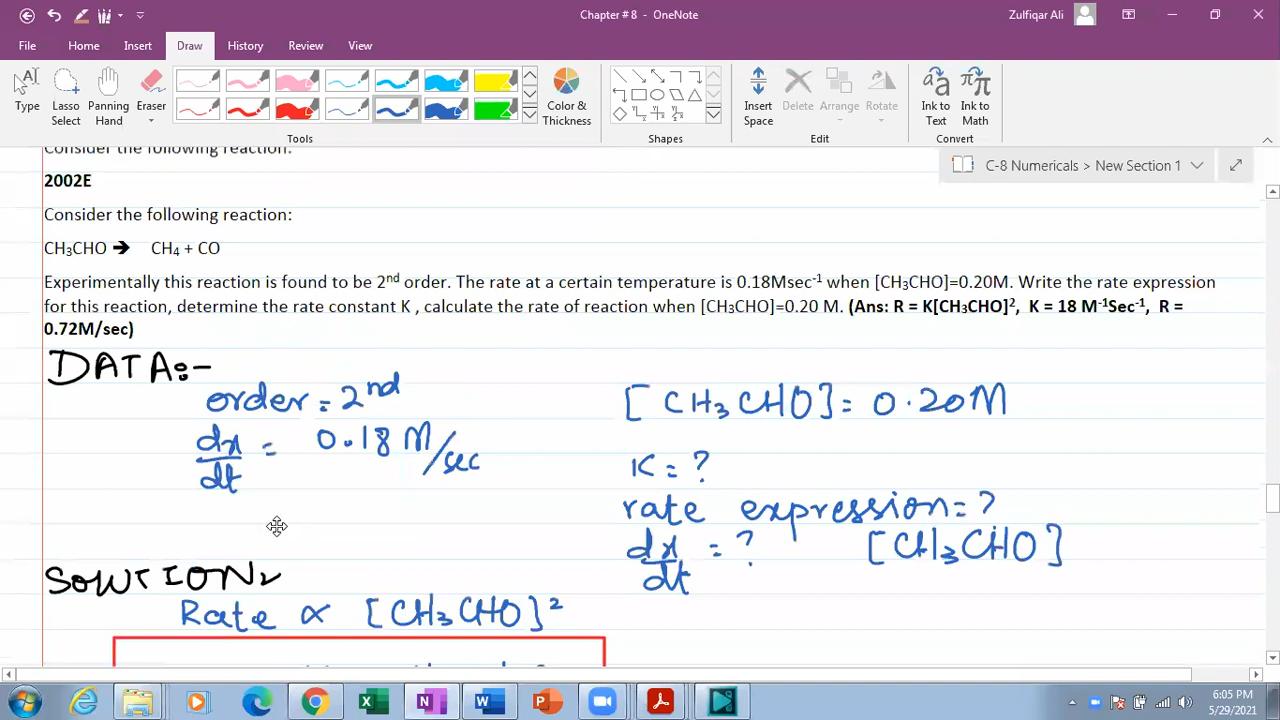 Chapter # 8 - OneNote
Zulfiqar Ali
File Home Insert Draw History Review View
Type Lasso Select Panning Hand Eraser Color & Thickness Insert Space Delete Arrange Rotate Ink to Text Ink to Math
Tools Shapes Edit Convert
Consider the following reaction:
C-8 Numericals > New Section 1
2002E
Consider the following reaction:
CH₃CHO 🡺 CH₄ + CO
Experimentally this reaction is found to be 2ⁿᵈ order. The rate at a certain temperature is 0.18Msec⁻¹ when [CH₃CHO]=0.20M. Write the rate expression
for this reaction, determine the rate constant K , calculate the rate of reaction when [CH₃CHO]=0.20 M. (Ans: R = K[CH₃CHO]², K = 18 M⁻¹Sec⁻¹, R =
0.72M/sec)
DATA:-
order = 2nd
[CH₃CHO] = 0.20M
dx/dt = 0.18 M/sec
K = ?
rate expression = ?
dx/dt = ? [CH₃CHO]
SOLUTION
Rate ∝ [CH₃CHO]²
6:05 PM
5/29/2021